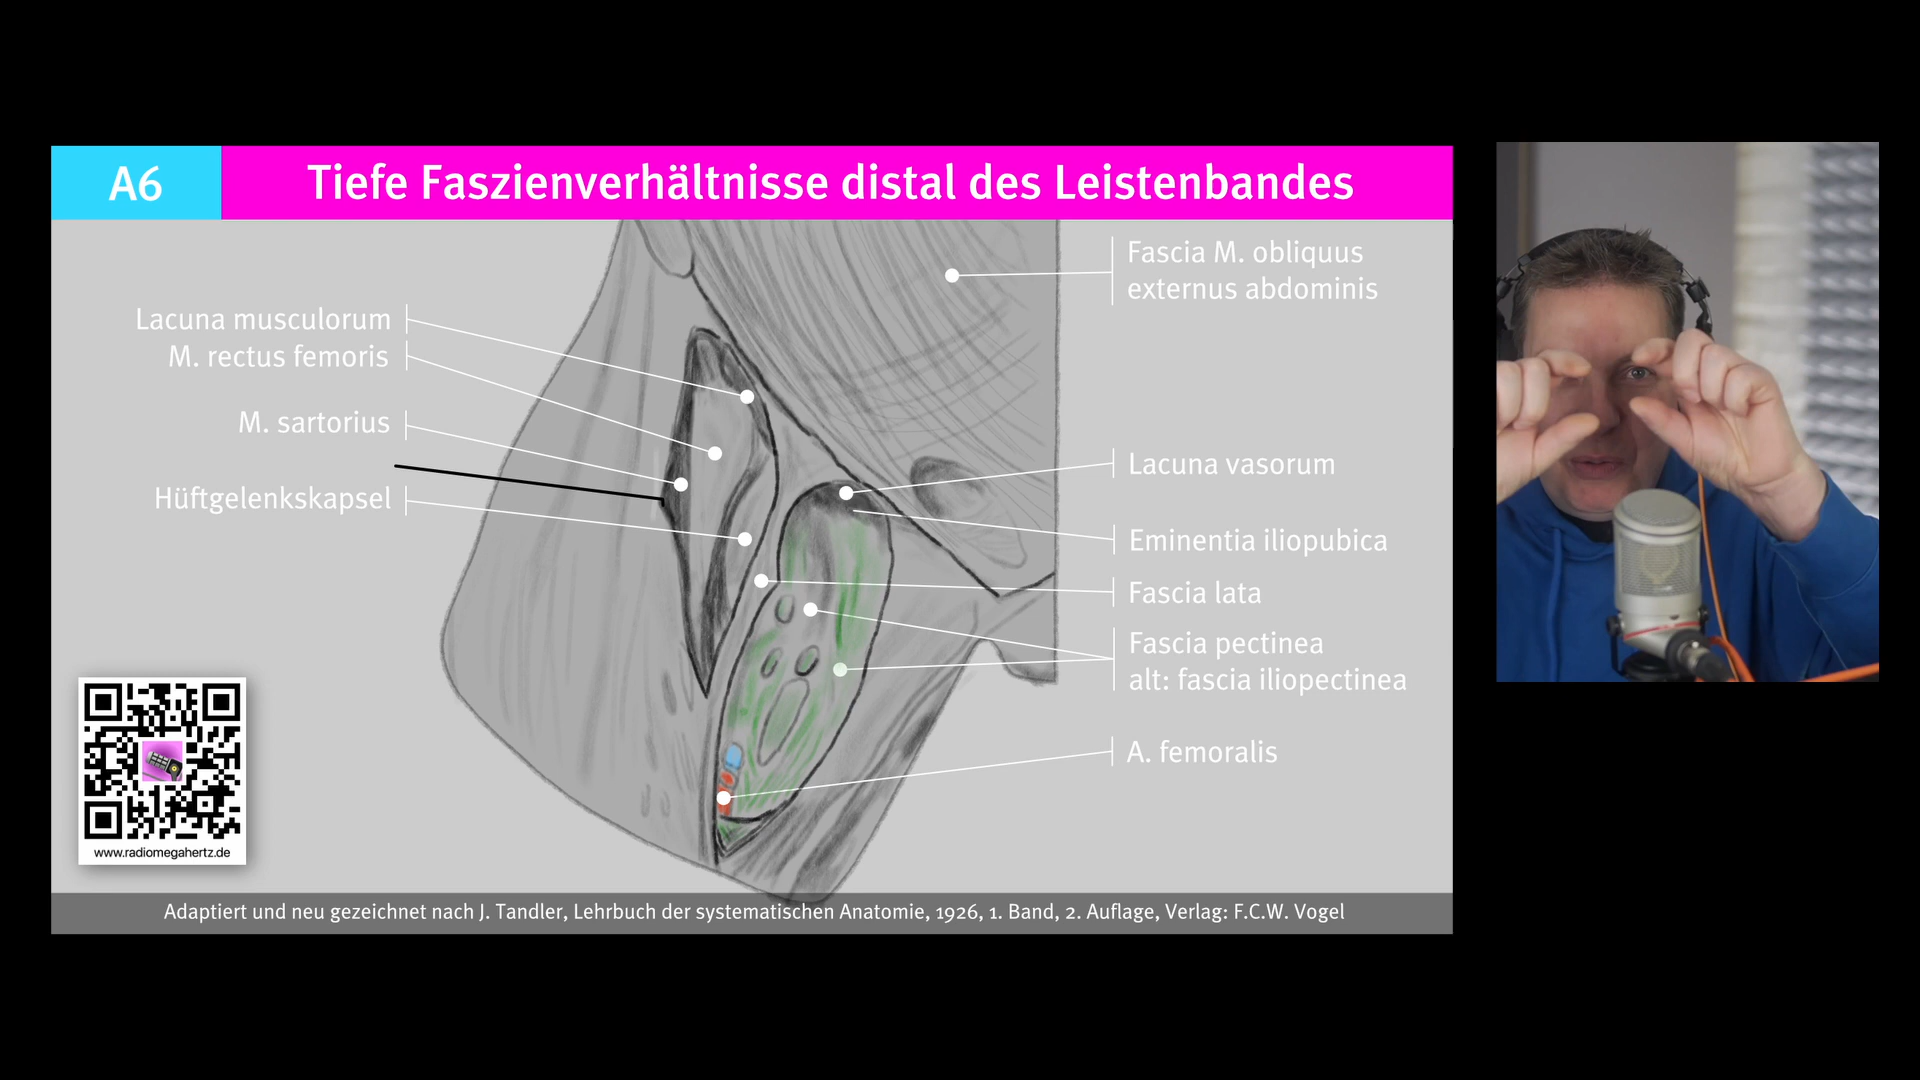 A6
Tiefe Faszienverhältnisse distal des Leistenbandes
Lacuna musculorum
M. rectus femoris
M. sartorius
Hüftgelenkskapsel
Fascia M. obliquus
externus abdominis
Lacuna vasorum
Eminentia iliopubica
Fascia lata
Fascia pectinea
alt: fascia iliopectinea
A. femoralis
www.radiomegahertz.de
Adaptiert und neu gezeichnet nach J. Tandler, Lehrbuch der systematischen Anatomie, 1926, 1. Band, 2. Auflage, Verlag: F.C.W. Vogel